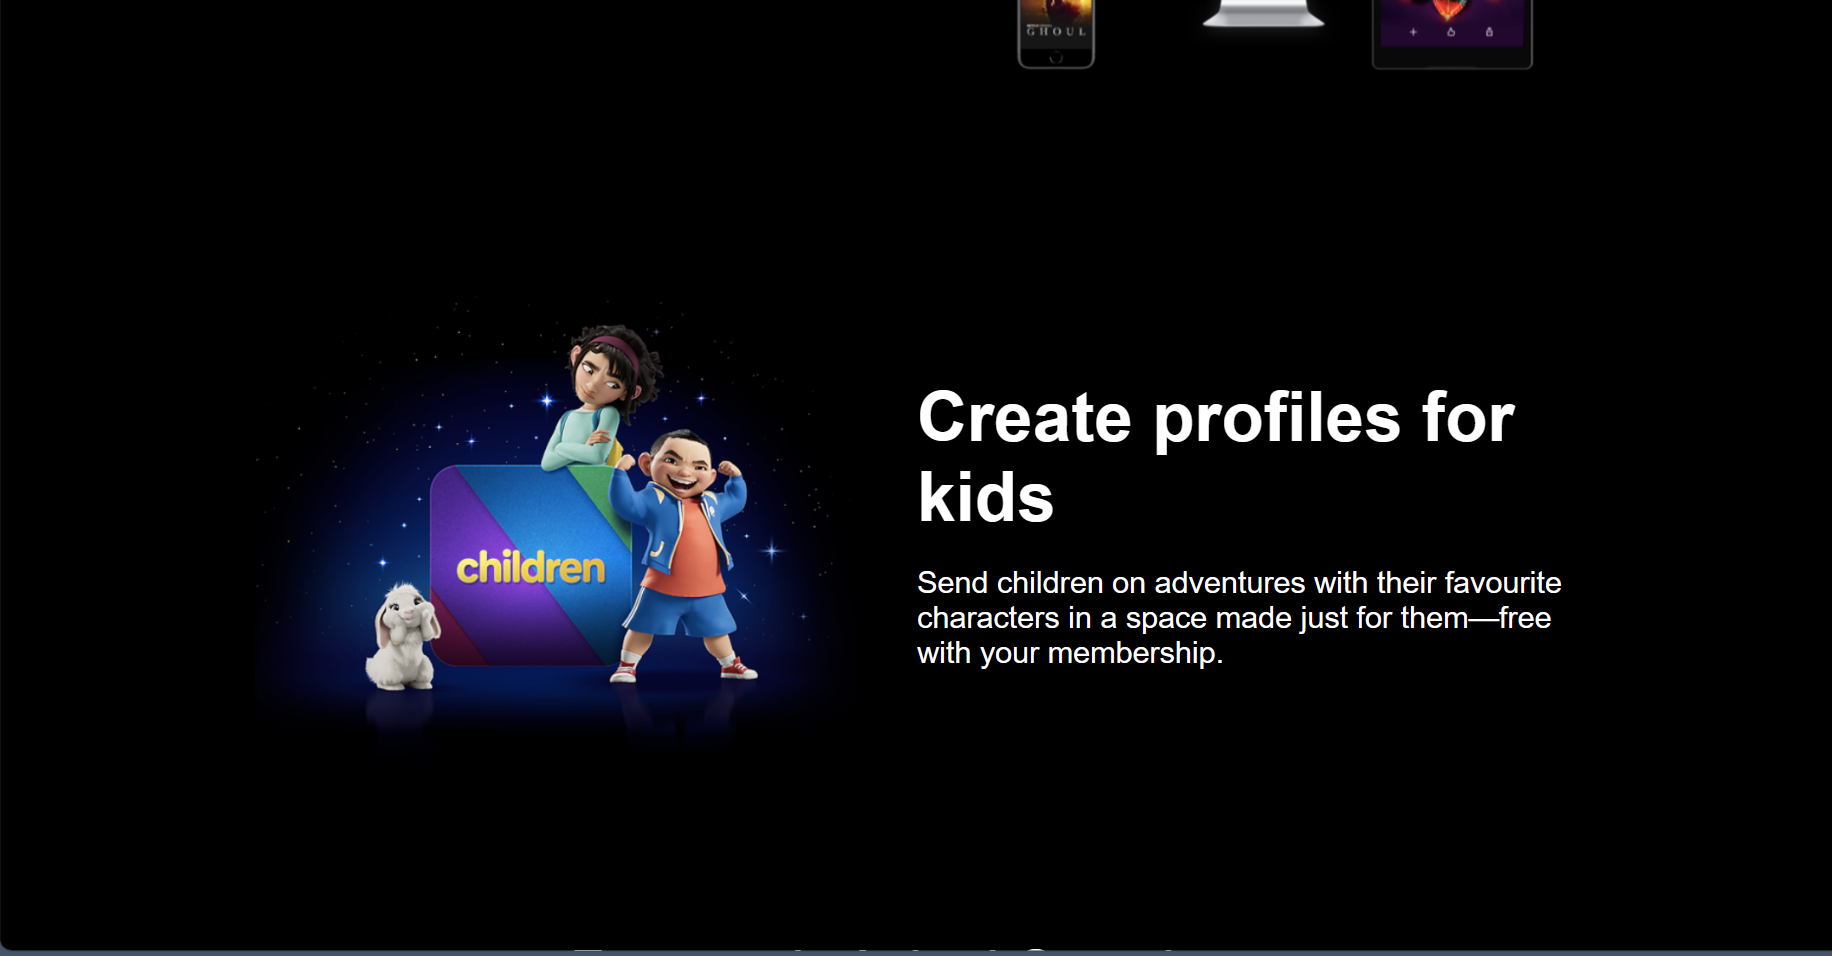 GHOUL
children
Create profiles for
kids
Send children on adventures with their favourite
characters in a space made just for them—free
with your membership.